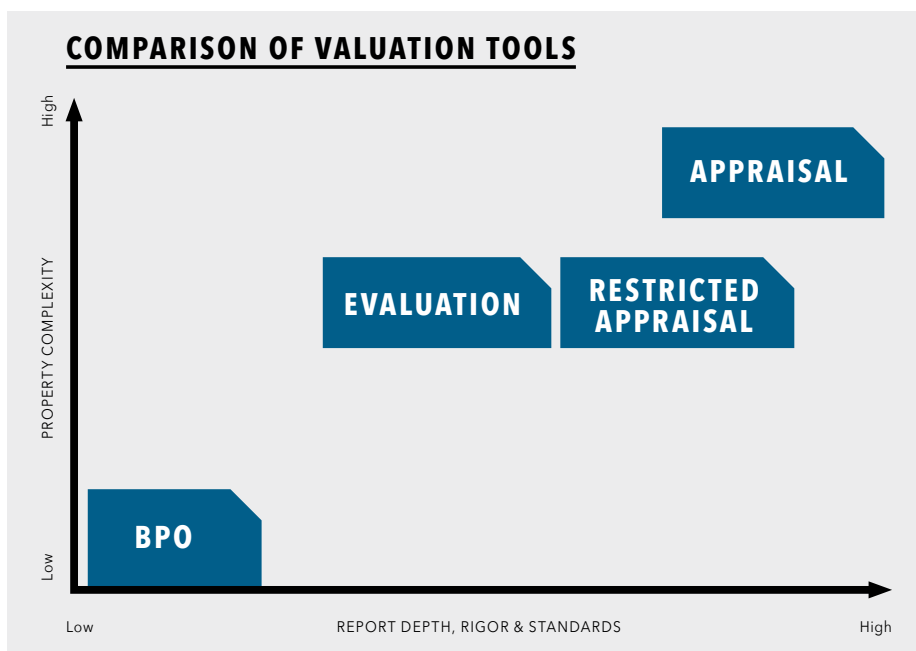 COMPARISON OF VALUATION TOOLS
High
APPRAISAL
PROPERTY COMPLEXITY
EVALUATION
RESTRICTED
APPRAISAL
BPO
Low
Low
REPORT DEPTH, RIGOR & STANDARDS
High